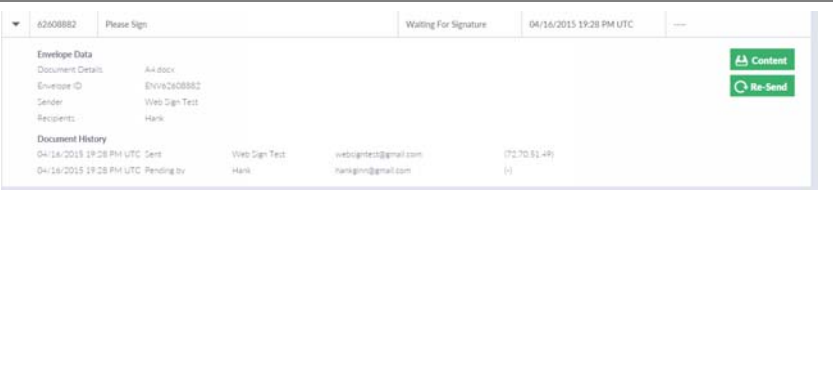 62608882 Please Sign Waiting For Signature 04/16/2015 19:28 PM UTC ----
Envelope Data
Content
Document Details A4.docx
Envelope ID ENV62608882
Re-Send
Sender Web Sign Test
Recipients Hank
Document History
04/16/2015 19:28 PM UTC Sent Web Sign Test websigntest@gmail.com (72.70.51.49)
04/16/2015 19:28 PM UTC Pending by Hank hankginn@gmail.com (-)